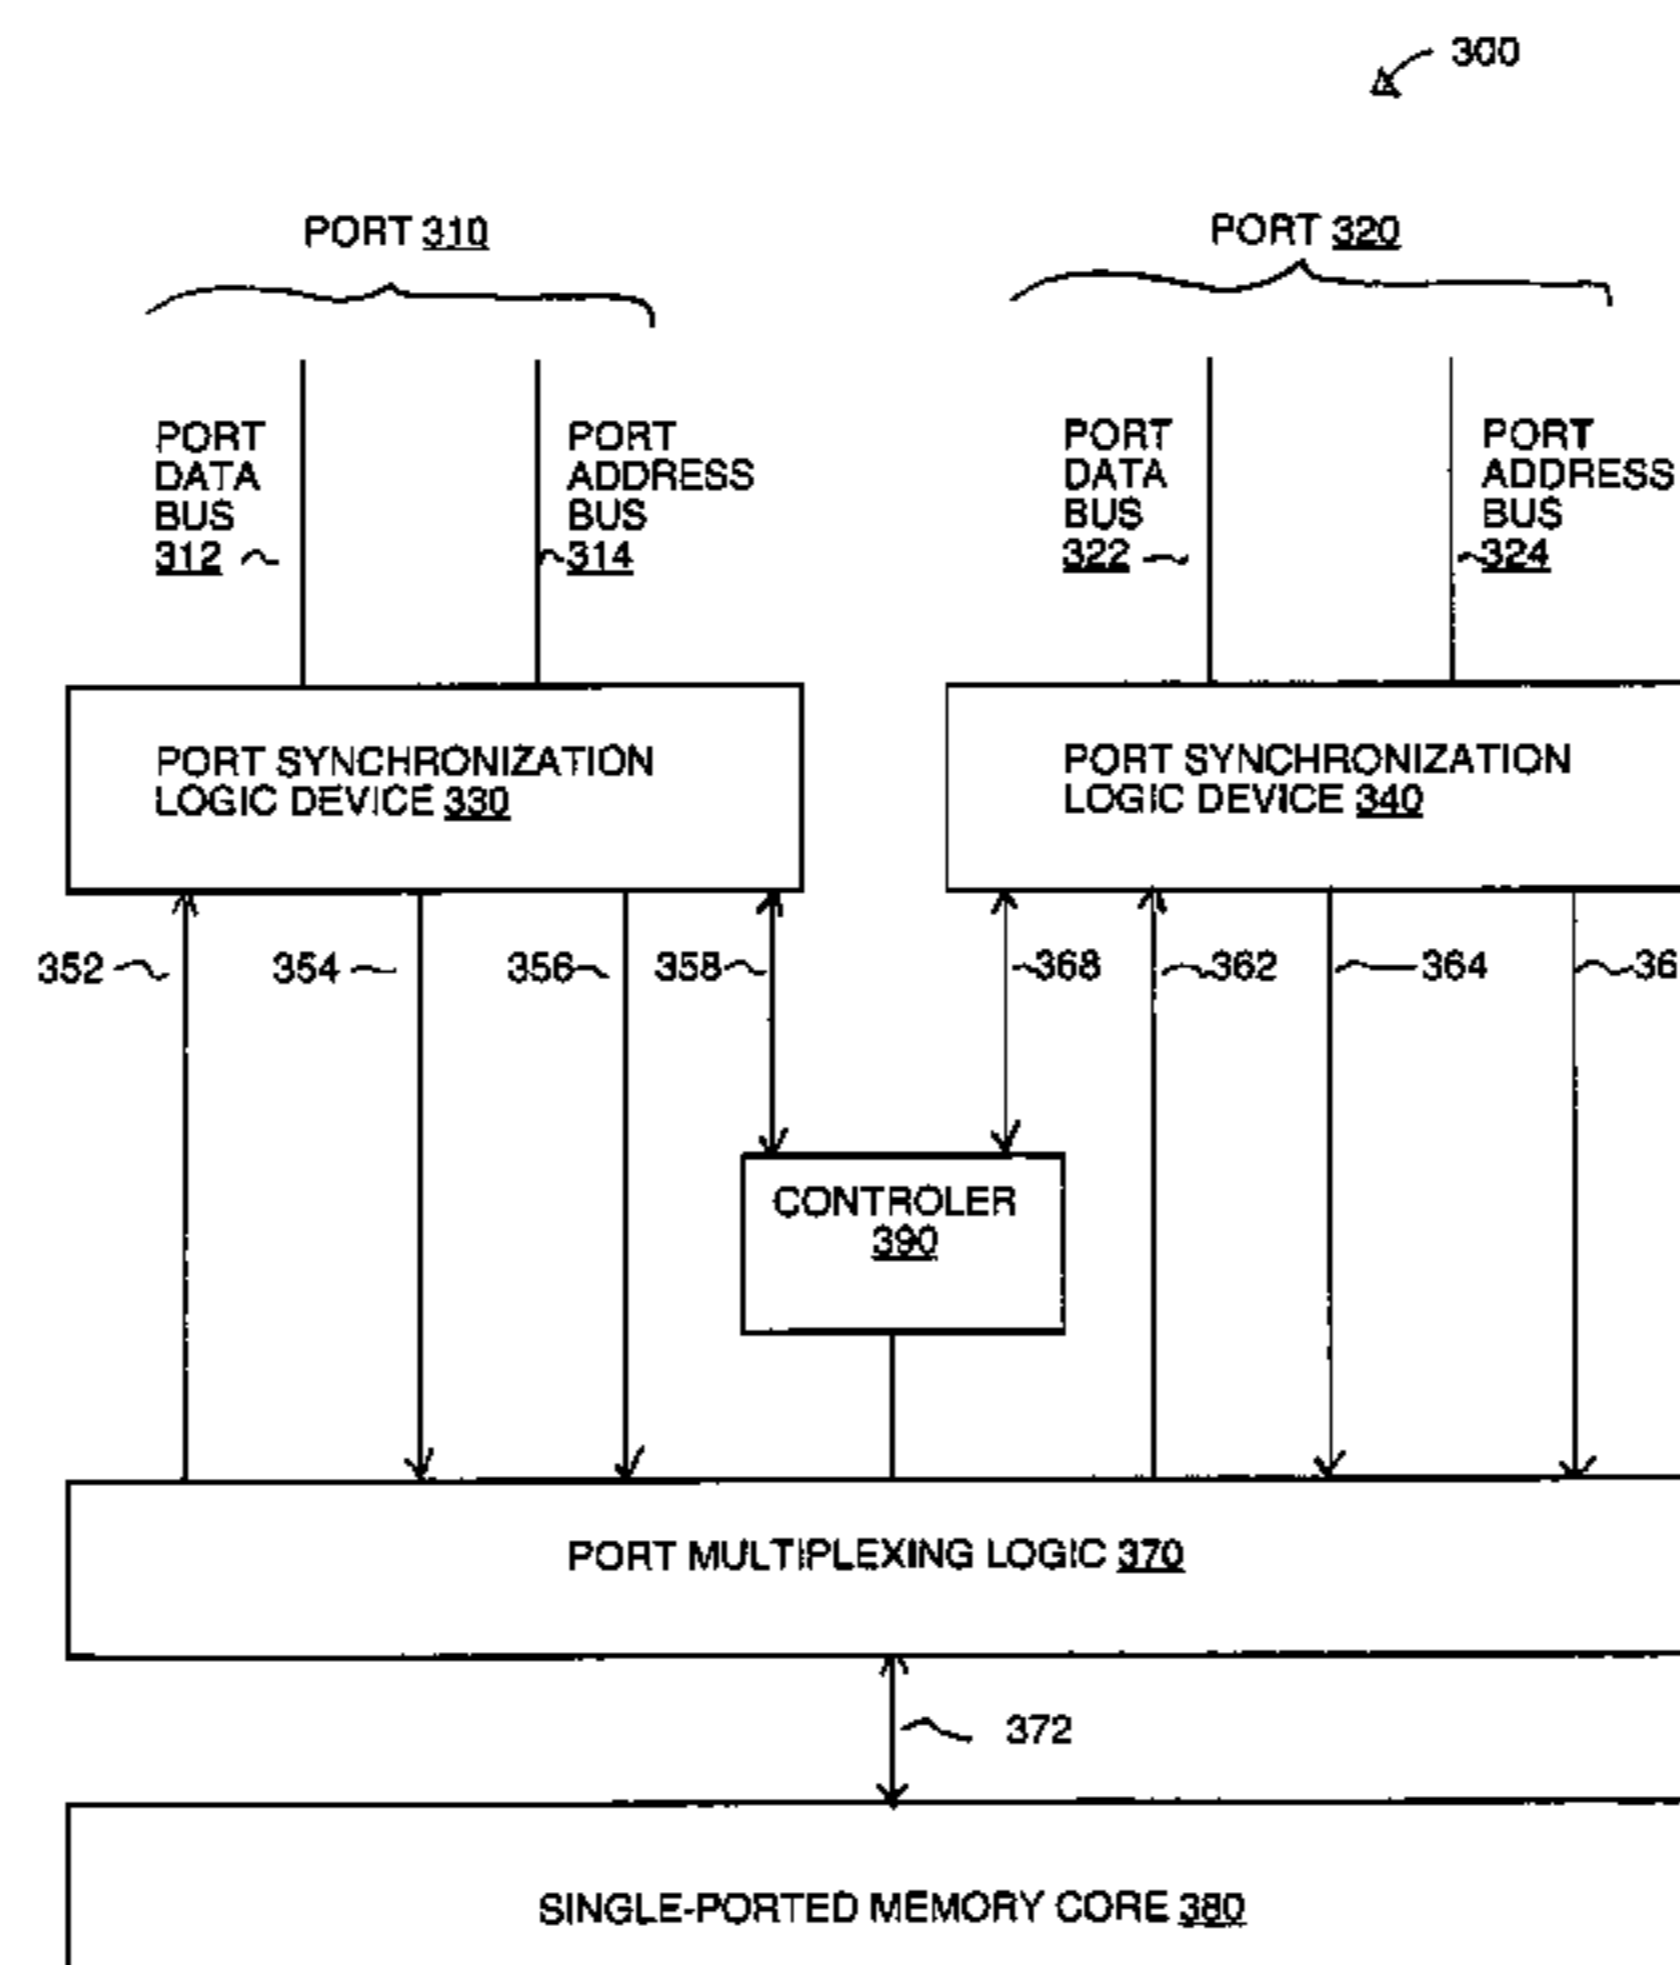 300
PORT 310
PORT 320
PORT
DATA
BUS
312
PORT
ADDRESS
BUS
314
PORT
DATA
BUS
322
PORT
ADDRESS
BUS
324
PORT SYNCHRONIZATION
LOGIC DEVICE 330
PORT SYNCHRONIZATION
LOGIC DEVICE 340
352
354
356
358
368
362
364
36
CONTROLER
390
PORT MULTIPLEXING LOGIC 370
372
SINGLE-PORTED MEMORY CORE 380